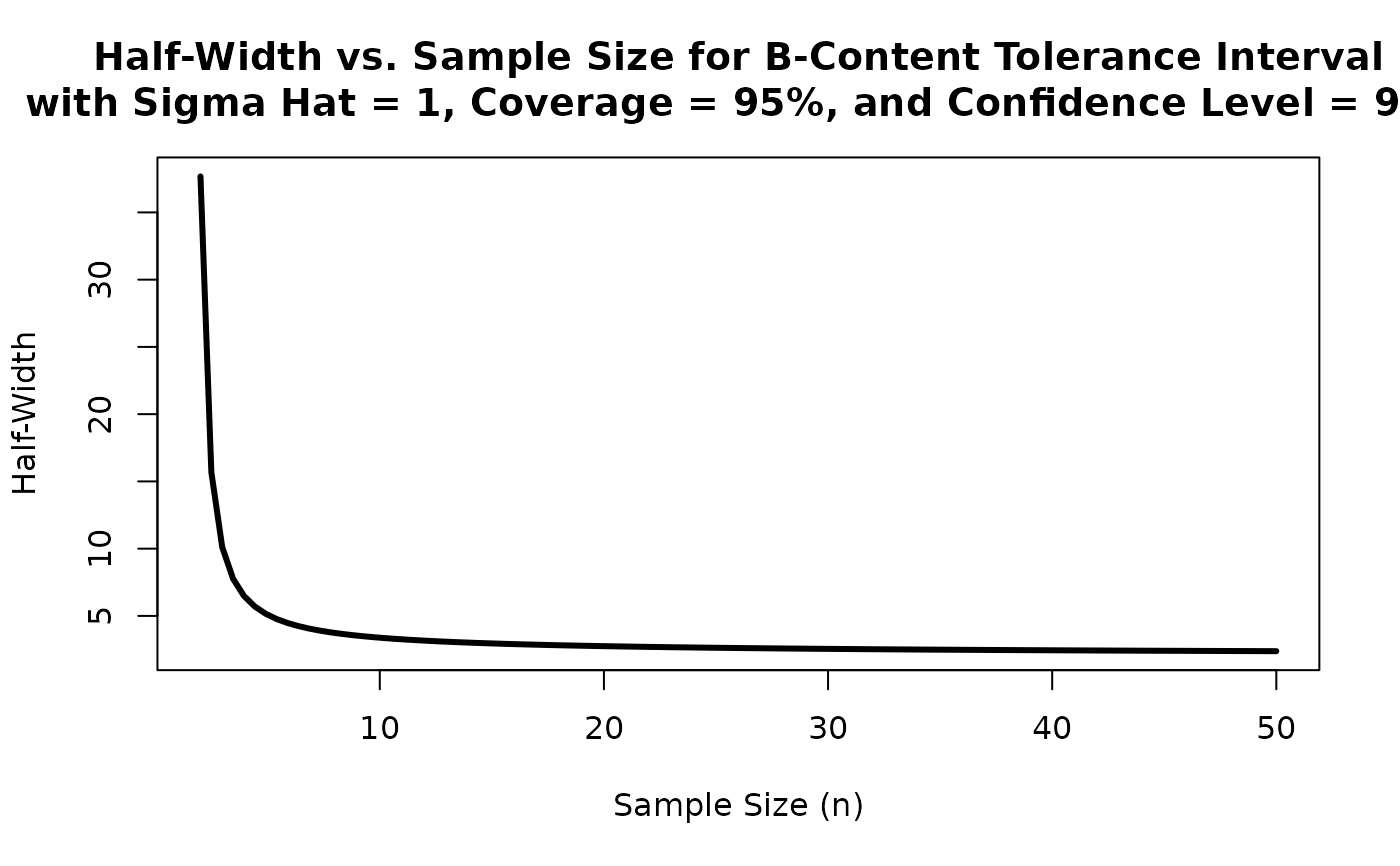 Half-Width vs. Sample Size for B-Content Tolerance Interval
with Sigma Hat = 1, Coverage = 95%, and Confidence Level = 9
Half-Width
30
20
10
5
10 20 30 40 50
Sample Size (n)